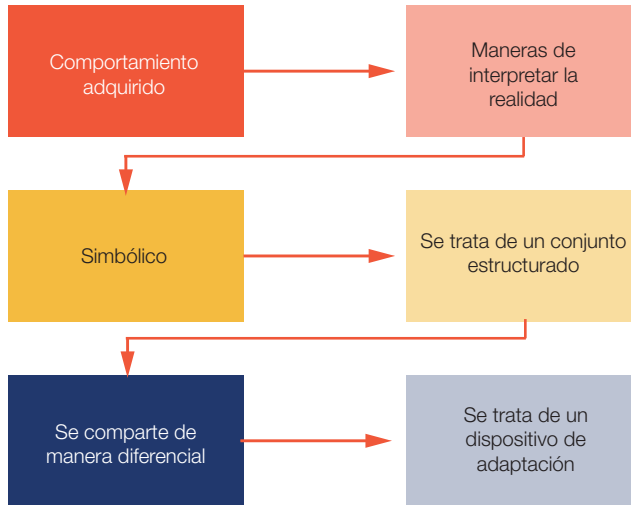 Comportamiento
adquirido
Maneras de
interpretar la
realidad
Simbólico
Se trata de un conjunto
estructurado
Se comparte de
manera diferencial
Se trata de un
dispositivo de
adaptación